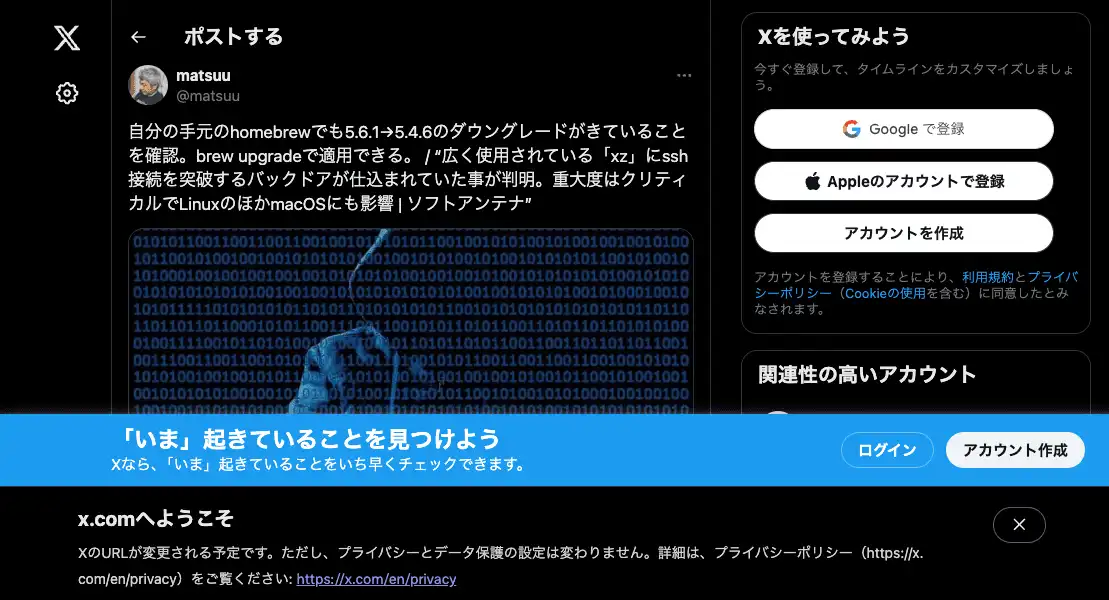 ポストする
matsuu
@matsuu
自分の手元のhomebrewでも5.6.1→5.4.6のダウングレードがきていること
を確認。brew upgradeで適用できる。 / “広く使用されている「xz」にssh
接続を突破するバックドアが仕込まれていた事が判明。重大度はクリティ
カルでLinuxのほかmacOSにも影響 | ソフトアンテナ”
Xを使ってみよう
今すぐ登録して、タイムラインをカスタマイズしましょ
う。
Google で登録
Appleのアカウントで登録
アカウントを作成
アカウントを登録することにより、利用規約とプライバ
シーポリシー（Cookieの使用を含む）に同意したとみ
なされます。
関連性の高いアカウント
「いま」起きていることを見つけよう
Xなら、「いま」起きていることをいち早くチェックできます。
ログイン
アカウント作成
x.comへようこそ
XのURLが変更される予定です。ただし、プライバシーとデータ保護の設定は変わりません。詳細は、プライバシーポリシー（https://x.
com/en/privacy）をご覧ください: https://x.com/en/privacy